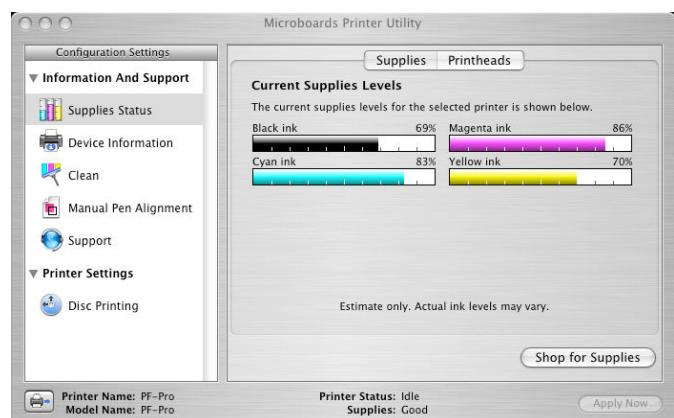 Microboards Printer Utility
Configuration Settings
Information And Support
Supplies Status
Device Information
Clean
Manual Pen Alignment
Support
Printer Settings
Disc Printing
Supplies
Printheads
Current Supplies Levels
The current supplies levels for the selected printer is shown below.
Black ink 69%
Magenta ink 86%
Cyan ink 83%
Yellow ink 70%
Estimate only. Actual ink levels may vary.
Shop for Supplies
Printer Name: PF-Pro
Model Name: PF-Pro
Printer Status: Idle
Supplies: Good
Apply Now